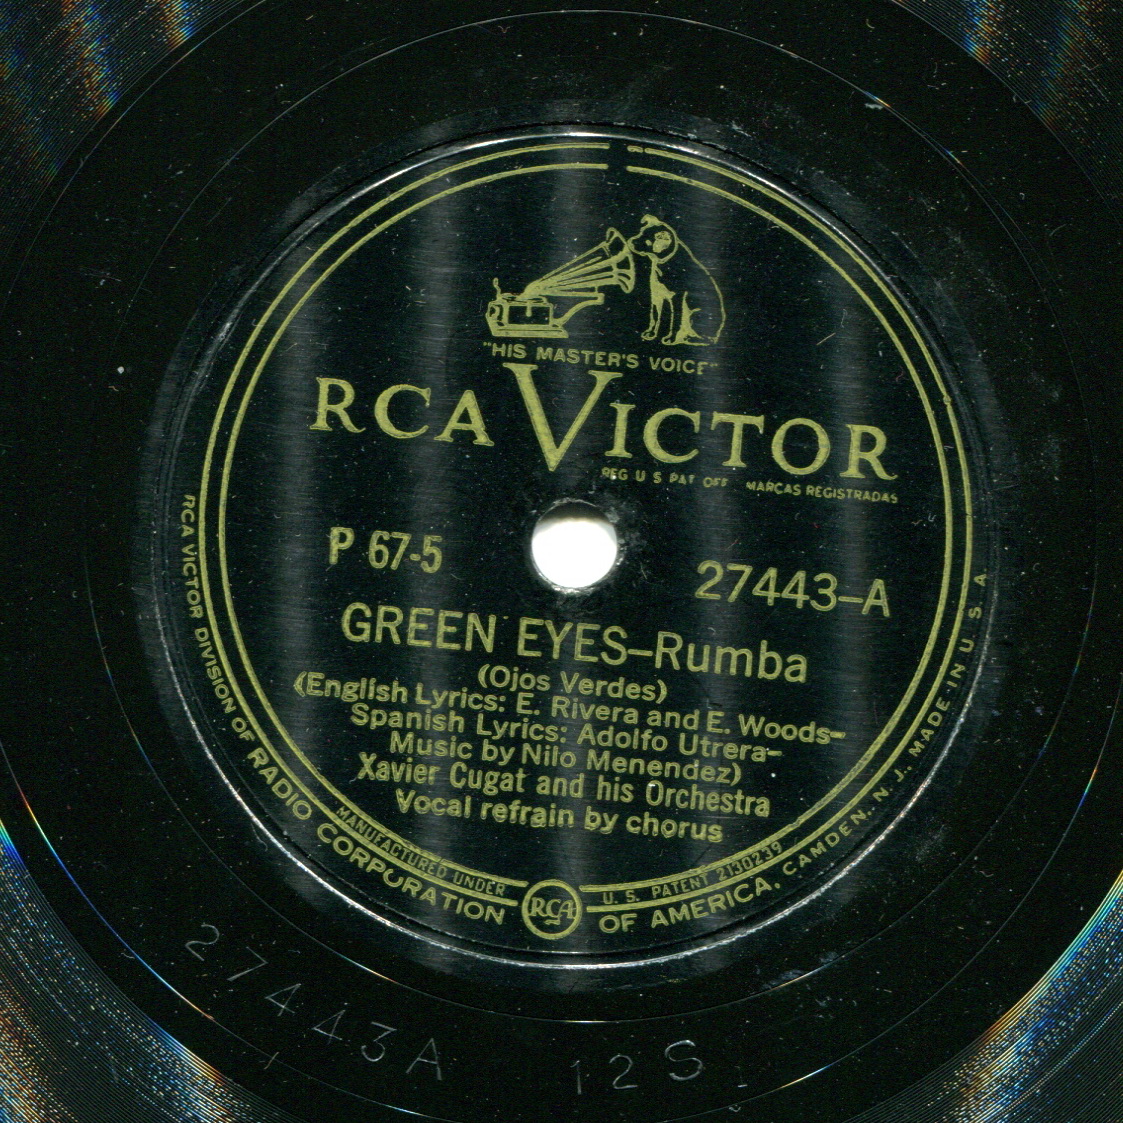 "HIS MASTER'S VOICE"
RCA VICTOR
REG U S PAT OFF MARCAS REGISTRADAS
P 67-5
27443-A
GREEN EYES-Rumba
(Ojos Verdes)
(English Lyrics: E. Rivera and E. Woods-
Spanish Lyrics: Adolfo Utrera-
Music by Nilo Menendez)
Xavier Cugat and his Orchestra
Vocal refrain by chorus
MANUFACTURED UNDER U. S. PATENT 2130239
RCA
RCA VICTOR DIVISION OF RADIO CORPORATION OF AMERICA, CAMDEN, N. J., MADE IN U. S. A.
27443A 12S